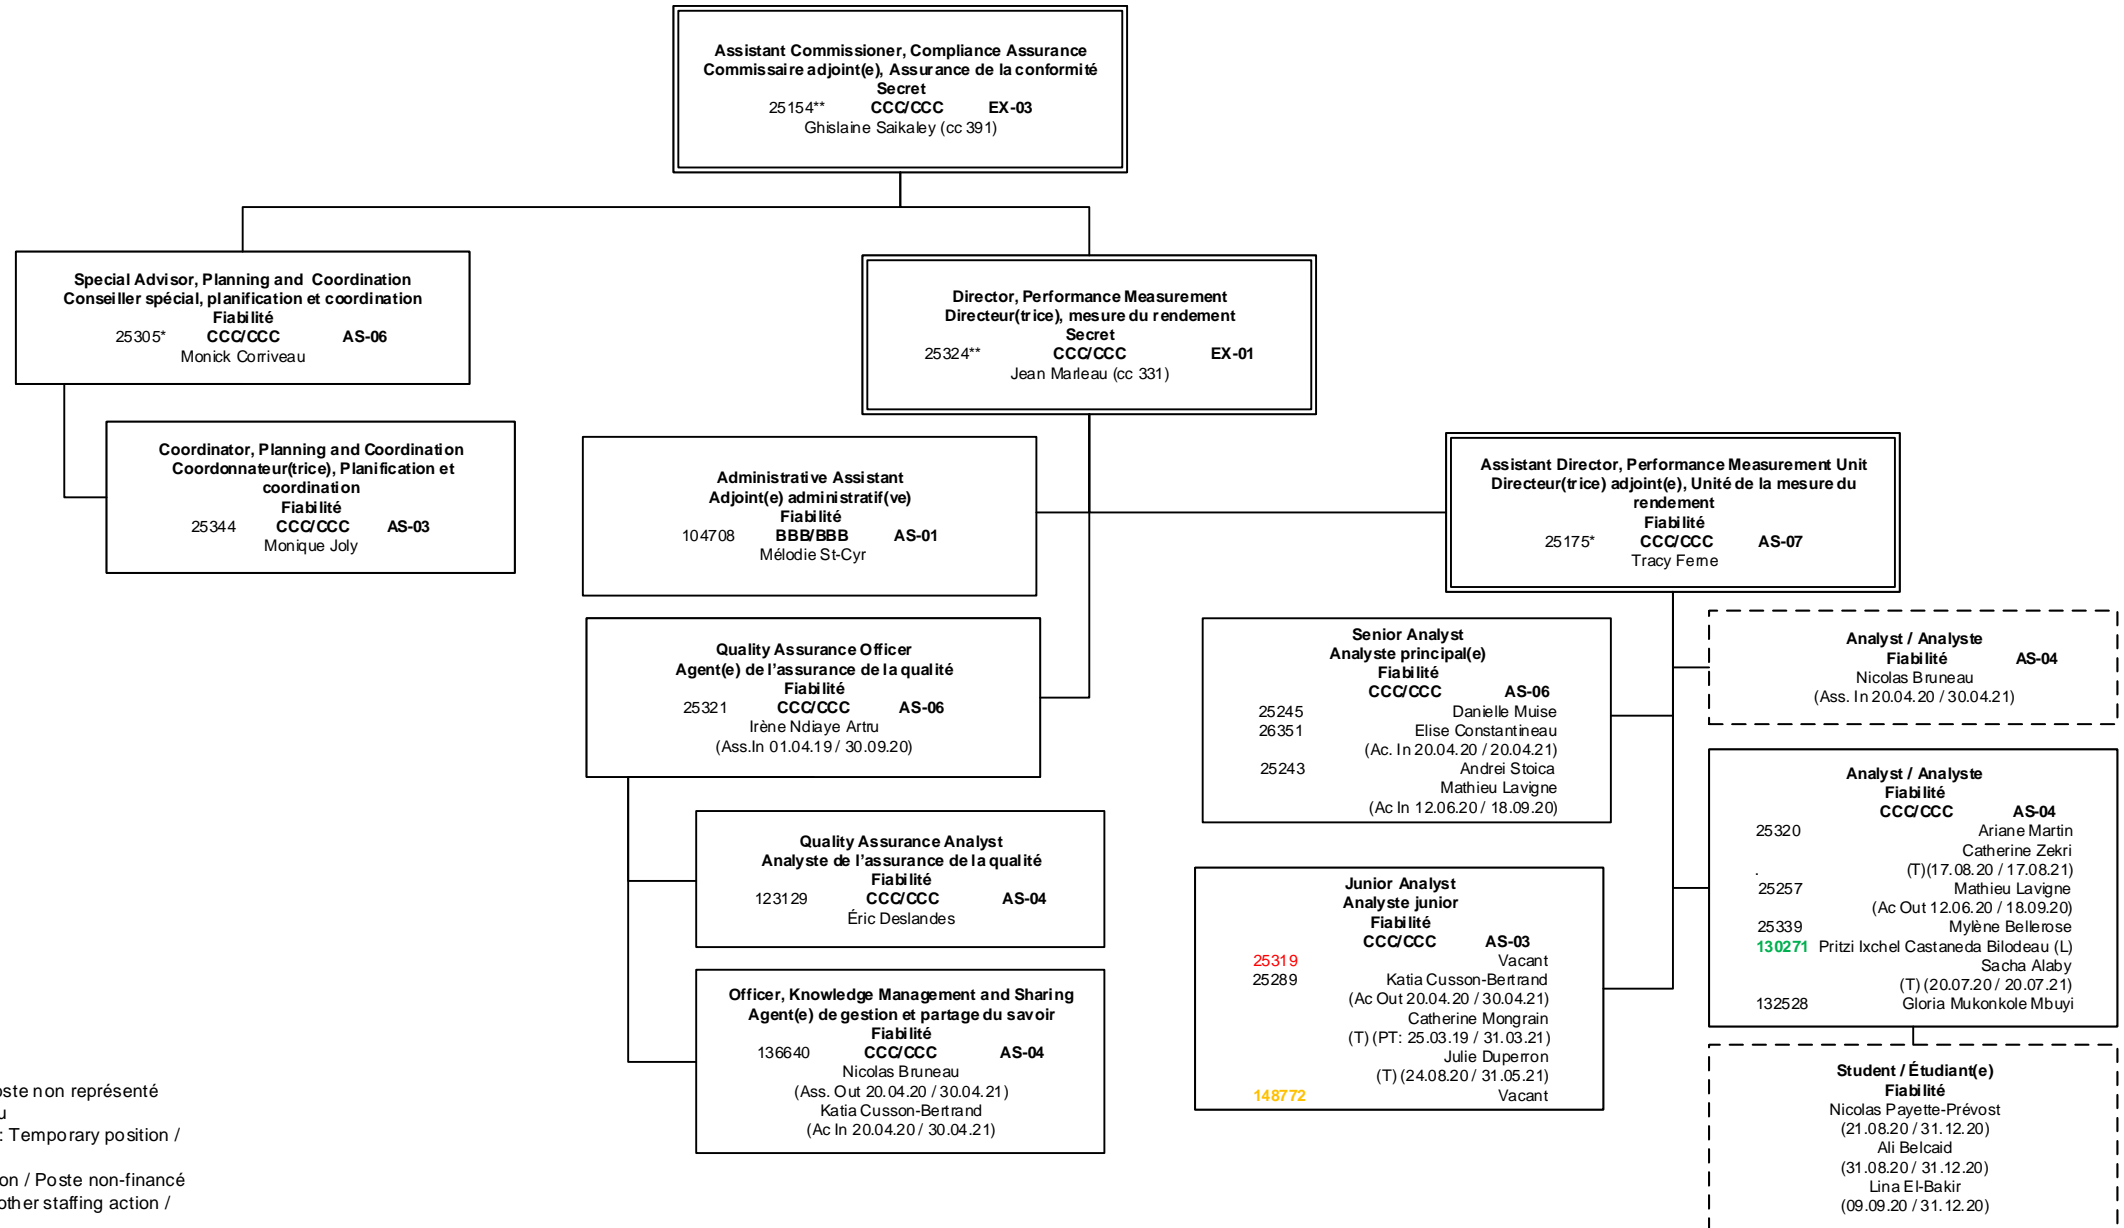 Assistant Commissioner, Compliance Assurance
Commissaire adjoint(e), Assurance de la conformité
Secret
25154** CCC/CCC EX-03
Ghislaine Saikaley (cc 391)
Special Advisor, Planning and Coordination
Conseiller spécial, planification et coordination
Fiabilité
25305* CCC/CCC AS-06
Monick Corriveau
Director, Performance Measurement
Directeur(trice), mesure du rendement
Secret
25324** CCC/CCC EX-01
Jean Marleau (cc 331)
Coordinator, Planning and Coordination
Coordonnateur(trice), Planification et
coordination
Fiabilité
25344 CCC/CCC AS-03
Monique Joly
Administrative Assistant
Adjoint(e) administratif(ve)
Fiabilité
104708 BBB/BBB AS-01
Mélodie St-Cyr
Assistant Director, Performance Measurement Unit
Directeur(trice) adjoint(e), Unité de la mesure du
rendement
Fiabilité
25175* CCC/CCC AS-07
Tracy Ferne
Quality Assurance Officer
Agent(e) de l'assurance de la qualité
Fiabilité
25321 CCC/CCC AS-06
Irène Ndiaye Artru
(Ass.In 01.04.19 / 30.09.20)
Quality Assurance Analyst
Analyste de l'assurance de la qualité
Fiabilité
123129 CCC/CCC AS-04
Éric Deslandes
Officer, Knowledge Management and Sharing
Agent(e) de gestion et partage du savoir
Fiabilité
136640 CCC/CCC AS-04
Nicolas Bruneau
(Ass. Out 20.04.20 / 30.04.21)
Katia Cusson-Bertrand
(Ac In 20.04.20 / 30.04.21)
Senior Analyst
Analyste principal(e)
Fiabilité
CCC/CCC AS-06
25245 Danielle Muise
26351 Elise Constantineau
(Ac. In 20.04.20 / 20.04.21)
25243 Andrei Stoica
Mathieu Lavigne
(Ac In 12.06.20 / 18.09.20)
Junior Analyst
Analyste junior
Fiabilité
CCC/CCC AS-03
25319 Vacant
25289 Katia Cusson-Bertrand
(Ac Out 20.04.20 / 30.04.21)
Catherine Mongrain
(T) (PT: 25.03.19 / 31.03.21)
Julie Duperron
(T) (24.08.20 / 31.05.21)
148772 Vacant
Analyst / Analyste
Fiabilité AS-04
Nicolas Bruneau
(Ass. In 20.04.20 / 30.04.21)
Analyst / Analyste
Fiabilité
CCC/CCC AS-04
25320 Ariane Martin
Catherine Zekri
. (T)(17.08.20 / 17.08.21)
25257 Mathieu Lavigne
(Ac Out 12.06.20 / 18.09.20)
25339 Mylène Bellerose
130271 Pritzi Ixchel Castaneda Bilodeau (L)
Sacha Alaby
(T) (20.07.20 / 20.07.21)
132528 Gloria Mukonkole Mbuyi
Student / Étudiant(e)
Fiabilité
Nicolas Payette-Prévost
(21.08.20 / 31.12.20)
Ali Belcaid
(31.08.20 / 31.12.20)
Lina El-Bakir
(09.09.20 / 31.12.20)
oste non représenté
u
: Temporary position /
on / Poste non-financé
other staffing action /